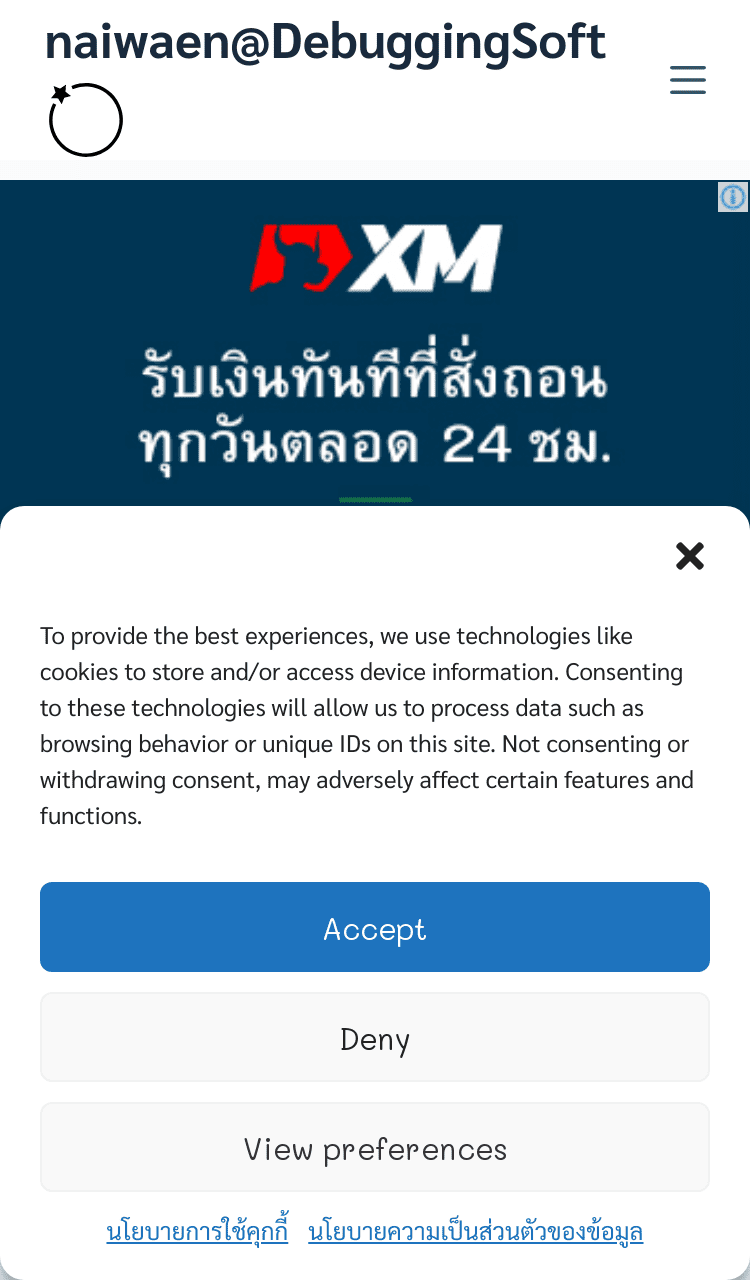 naiwaen@DebuggingSoft
XM
รับเงินทันทีที่สั่งถอน
ทุกวันตลอด 24 ชม.
To provide the best experiences, we use technologies like
cookies to store and/or access device information. Consenting
to these technologies will allow us to process data such as
browsing behavior or unique IDs on this site. Not consenting or
withdrawing consent, may adversely affect certain features and
functions.
Accept
Deny
View preferences
นโยบายการใช้คุกกี้ นโยบายความเป็นส่วนตัวของข้อมูล